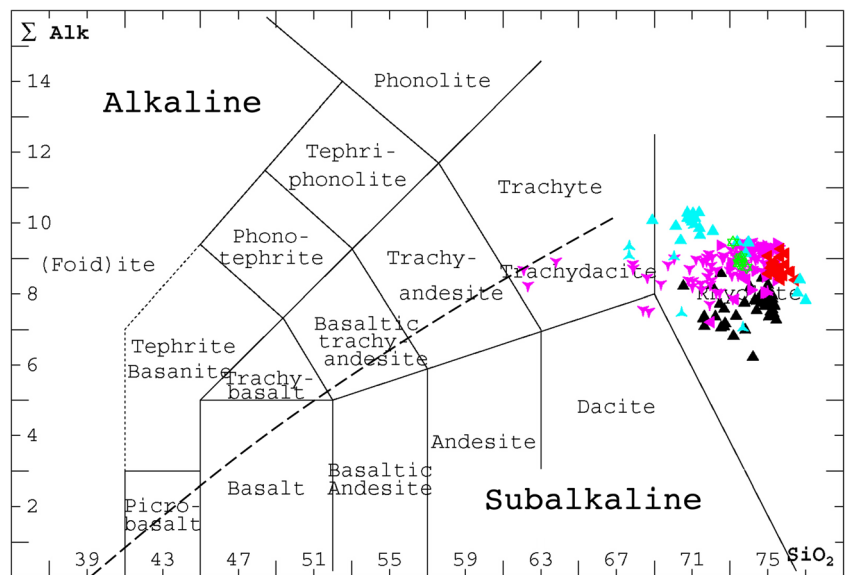 Σ Alk
14
Phonolite
Alkaline
12
Tephri-
phonolite
Trachyte
10
Phono-
tephrite
(Foid)ite
Trachy-
andesite
Trachydacite
8
Rhyolite
Basaltic
trachy-
andesite
Tephrite
Basanite
6
Trachy-
basalt
Dacite
4
Andesite
Basaltic
Andesite
Basalt
Subalkaline
2
Picro-
basalt
39 43 47 51 55 59 63 67 71 75 SiO₂